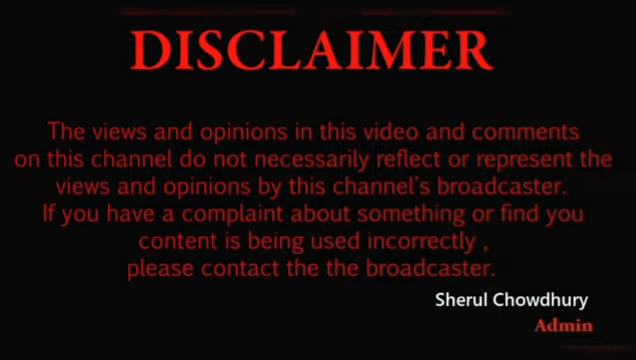 DISCLAIMER
The views and opinions in this video and comments
on this channel do not necessarily reflect or represent the
views and opinions by this channel's broadcaster.
If you have a complaint about something or find you
content is being used incorrectly ,
please contact the the broadcaster.
Sherul Chowdhury
Admin